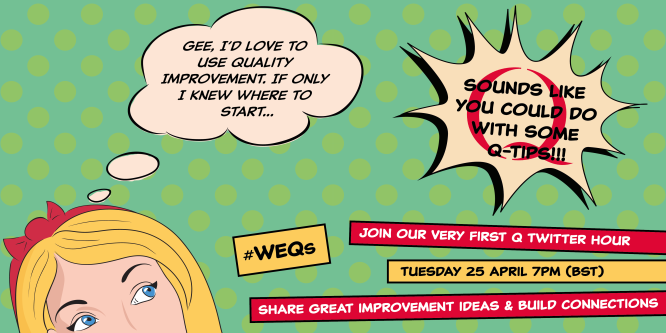 GEE, I'D LOVE TO
USE QUALITY
IMPROVEMENT. IF ONLY
I KNEW WHERE TO
START...
Q
SOUNDS LIKE
YOU COULD DO
WITH SOME
Q-TIPS!!!
#WEQs
JOIN OUR VERY FIRST Q TWITTER HOUR
TUESDAY 25 APRIL 7PM (BST)
SHARE GREAT IMPROVEMENT IDEAS & BUILD CONNECTIONS